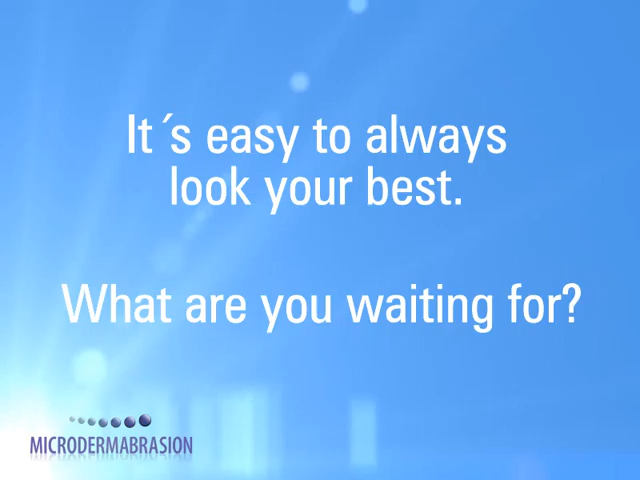 It´s easy to always
look your best.
What are you waiting for?
MICRODERMABRASION